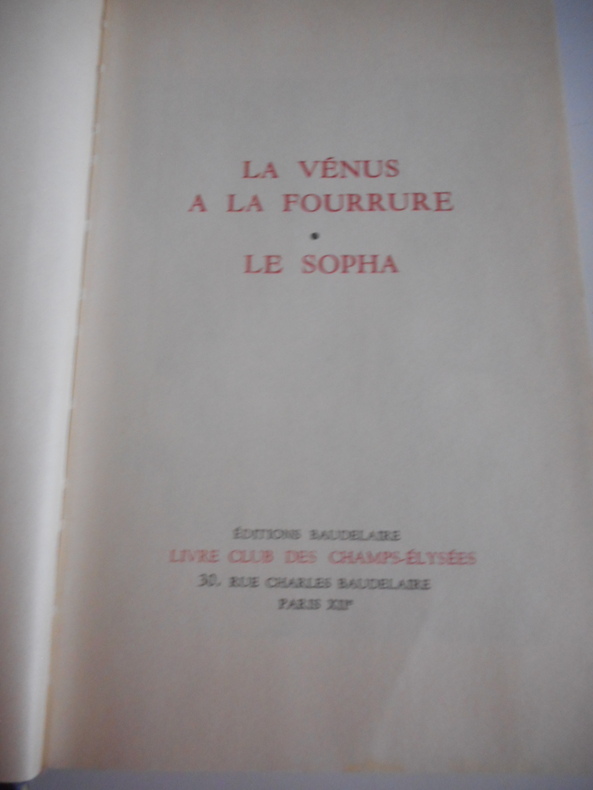 LA VÉNUS
A LA FOURRURE
•
LE SOPHA
ÉDITIONS BAUDELAIRE
LIVRE CLUB DES CHAMPS-ÉLYSÉES
30, RUE CHARLES BAUDELAIRE
PARIS XIIᵉ